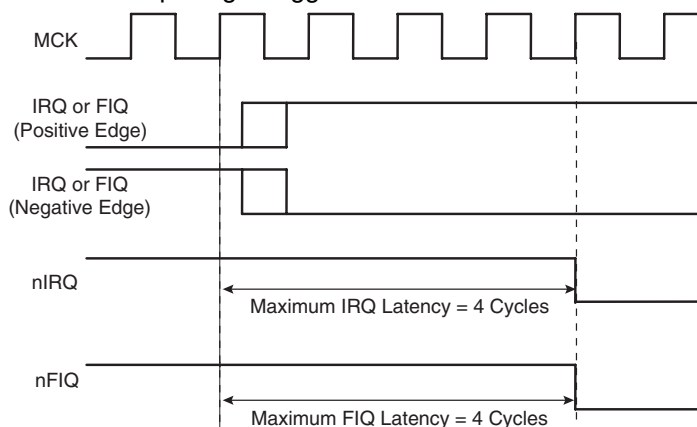 MCK
IRQ or FIQ
(Positive Edge)
IRQ or FIQ
(Negative Edge)
nIRQ
Maximum IRQ Latency = 4 Cycles
nFIQ
Maximum FIQ Latency = 4 Cycles